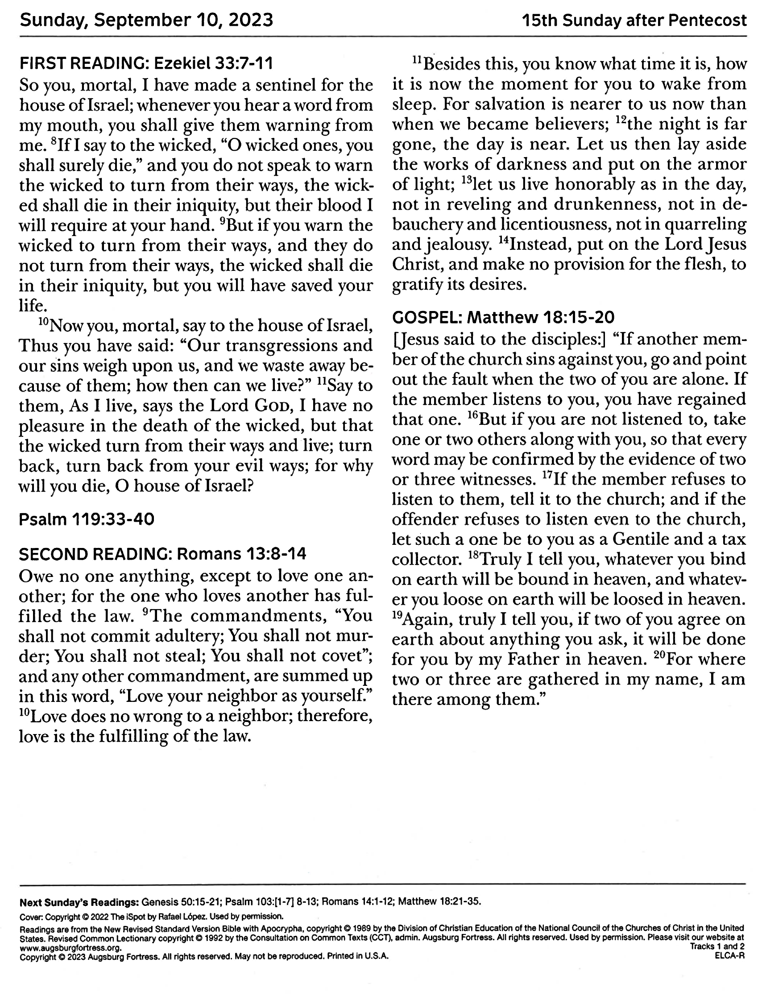 Sunday, September 10, 2023
15th Sunday after Pentecost
FIRST READING: Ezekiel 33:7-11
So you, mortal, I have made a sentinel for the
house of Israel; whenever you hear a word from
my mouth, you shall give them warning from
me. ⁸If I say to the wicked, “O wicked ones, you
shall surely die,” and you do not speak to warn
the wicked to turn from their ways, the wick-
ed shall die in their iniquity, but their blood I
will require at your hand. ⁹But if you warn the
wicked to turn from their ways, and they do
not turn from their ways, the wicked shall die
in their iniquity, but you will have saved your
life.
¹⁰Now you, mortal, say to the house of Israel,
Thus you have said: “Our transgressions and
our sins weigh upon us, and we waste away be-
cause of them; how then can we live?” ¹¹Say to
them, As I live, says the Lord GOD, I have no
pleasure in the death of the wicked, but that
the wicked turn from their ways and live; turn
back, turn back from your evil ways; for why
will you die, O house of Israel?
Psalm 119:33-40
SECOND READING: Romans 13:8-14
Owe no one anything, except to love one an-
other; for the one who loves another has ful-
filled the law. ⁹The commandments, “You
shall not commit adultery; You shall not mur-
der; You shall not steal; You shall not covet”;
and any other commandment, are summed up
in this word, “Love your neighbor as yourself.”
¹⁰Love does no wrong to a neighbor; therefore,
love is the fulfilling of the law.
¹¹Besides this, you know what time it is, how
it is now the moment for you to wake from
sleep. For salvation is nearer to us now than
when we became believers; ¹²the night is far
gone, the day is near. Let us then lay aside
the works of darkness and put on the armor
of light; ¹³let us live honorably as in the day,
not in reveling and drunkenness, not in de-
bauchery and licentiousness, not in quarreling
and jealousy. ¹⁴Instead, put on the Lord Jesus
Christ, and make no provision for the flesh, to
gratify its desires.
GOSPEL: Matthew 18:15-20
[Jesus said to the disciples:] “If another mem-
ber of the church sins against you, go and point
out the fault when the two of you are alone. If
the member listens to you, you have regained
that one. ¹⁶But if you are not listened to, take
one or two others along with you, so that every
word may be confirmed by the evidence of two
or three witnesses. ¹⁷If the member refuses to
listen to them, tell it to the church; and if the
offender refuses to listen even to the church,
let such a one be to you as a Gentile and a tax
collector. ¹⁸Truly I tell you, whatever you bind
on earth will be bound in heaven, and whatev-
er you loose on earth will be loosed in heaven.
¹⁹Again, truly I tell you, if two of you agree on
earth about anything you ask, it will be done
for you by my Father in heaven. ²⁰For where
two or three are gathered in my name, I am
there among them.”
Next Sunday’s Readings: Genesis 50:15-21; Psalm 103:[1-7] 8-13; Romans 14:1-12; Matthew 18:21-35.
Cover: Copyright © 2022 The iSpot by Rafael López. Used by permission.
Readings are from the New Revised Standard Version Bible with Apocrypha, copyright © 1989 by the Division of Christian Education of the National Council of the Churches of Christ in the United
States. Revised Common Lectionary copyright © 1992 by the Consultation on Common Texts (CCT), admin. Augsburg Fortress. All rights reserved. Used by permission. Please visit our website at
www.augsburgfortress.org.
Tracks 1 and 2
Copyright © 2023 Augsburg Fortress. All rights reserved. May not be reproduced. Printed in U.S.A.
ELCA-R